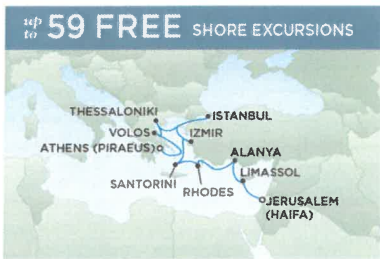 up to 59 FREE SHORE EXCURSIONS
THESSALONIKI
ISTANBUL
VOLOS
IZMIR
ATHENS (PIRAEUS)
ALANYA
LIMASSOL
SANTORINI
RHODES
JERUSALEM
(HAIFA)